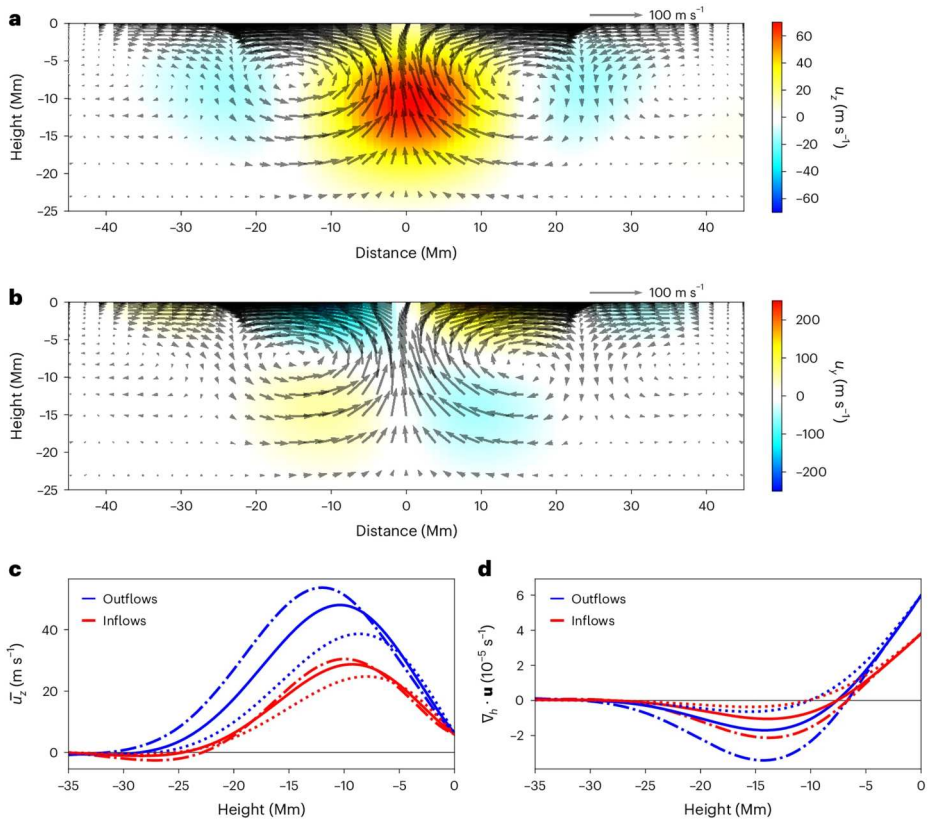 a
100 m s⁻¹
0
−5
−10
−15
−20
−25
Height (Mm)
−40 −30 −20 −10 0 10 20 30 40
Distance (Mm)
60
40
20
0
−20
−40
−60
u_z (m s⁻¹)
b
100 m s⁻¹
0
−5
−10
−15
−20
−25
Height (Mm)
−40 −30 −20 −10 0 10 20 30 40
Distance (Mm)
200
100
0
−100
−200
u_y (m s⁻¹)
c
Outflows
Inflows
40
20
0
u̅_z (m s⁻¹)
−35 −30 −25 −20 −15 −10 −5 0
Height (Mm)
d
Outflows
Inflows
6
4
2
0
−2
∇_h · u (10⁻⁵ s⁻¹)
−35 −30 −25 −20 −15 −10 −5 0
Height (Mm)